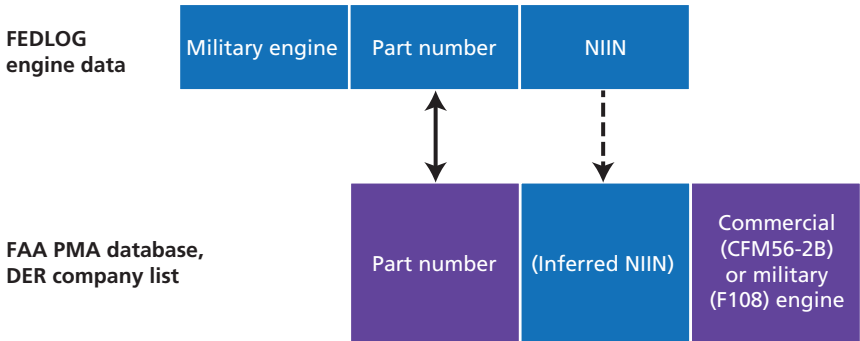 FEDLOG
engine data
Military engine
Part number
NIIN
FAA PMA database,
DER company list
Part number
(Inferred NIIN)
Commercial
(CFM56-2B)
or military
(F108) engine